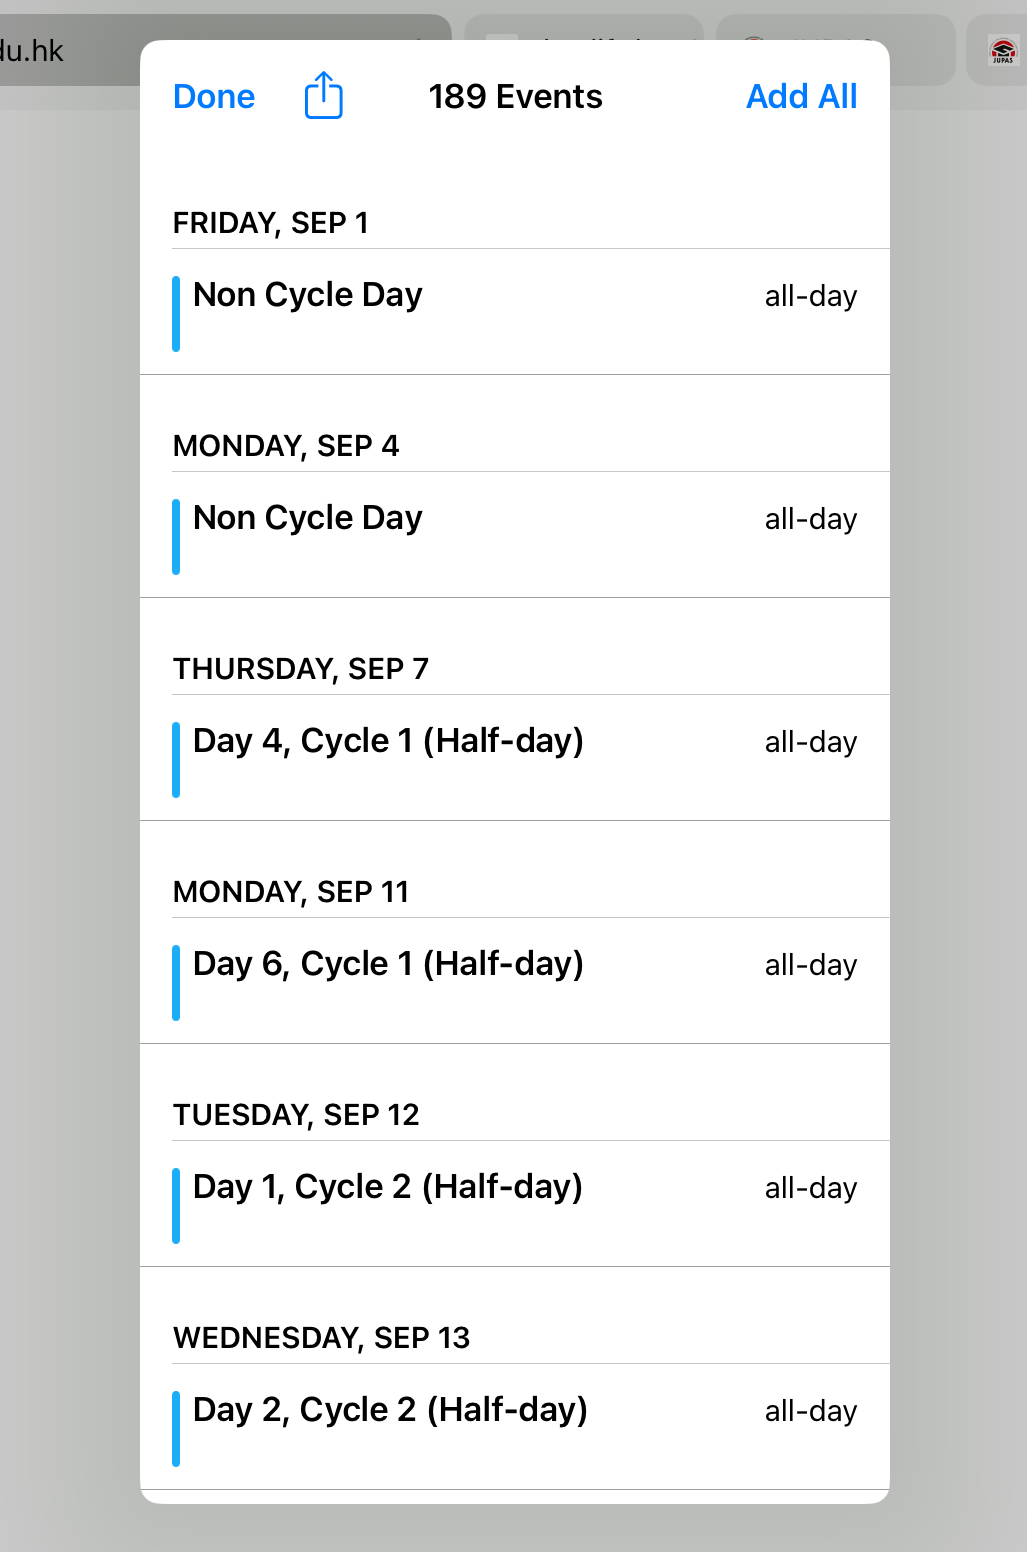 du.hk
JUPAS
Done
189 Events
Add All
FRIDAY, SEP 1
Non Cycle Day all-day
MONDAY, SEP 4
Non Cycle Day all-day
THURSDAY, SEP 7
Day 4, Cycle 1 (Half-day) all-day
MONDAY, SEP 11
Day 6, Cycle 1 (Half-day) all-day
TUESDAY, SEP 12
Day 1, Cycle 2 (Half-day) all-day
WEDNESDAY, SEP 13
Day 2, Cycle 2 (Half-day) all-day